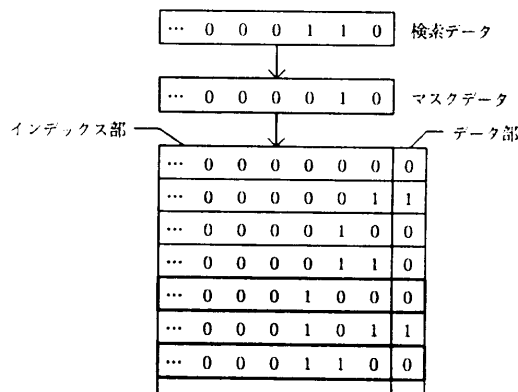 … 0 0 0 1 1 0 検索データ
… 0 0 0 0 1 0 マスクデータ
インデックス部 データ部
… 0 0 0 0 0 0 0
… 0 0 0 0 0 1 1
… 0 0 0 0 1 0 0
… 0 0 0 0 1 1 0
… 0 0 0 1 0 0 0
… 0 0 0 1 0 1 1
… 0 0 0 1 1 0 0